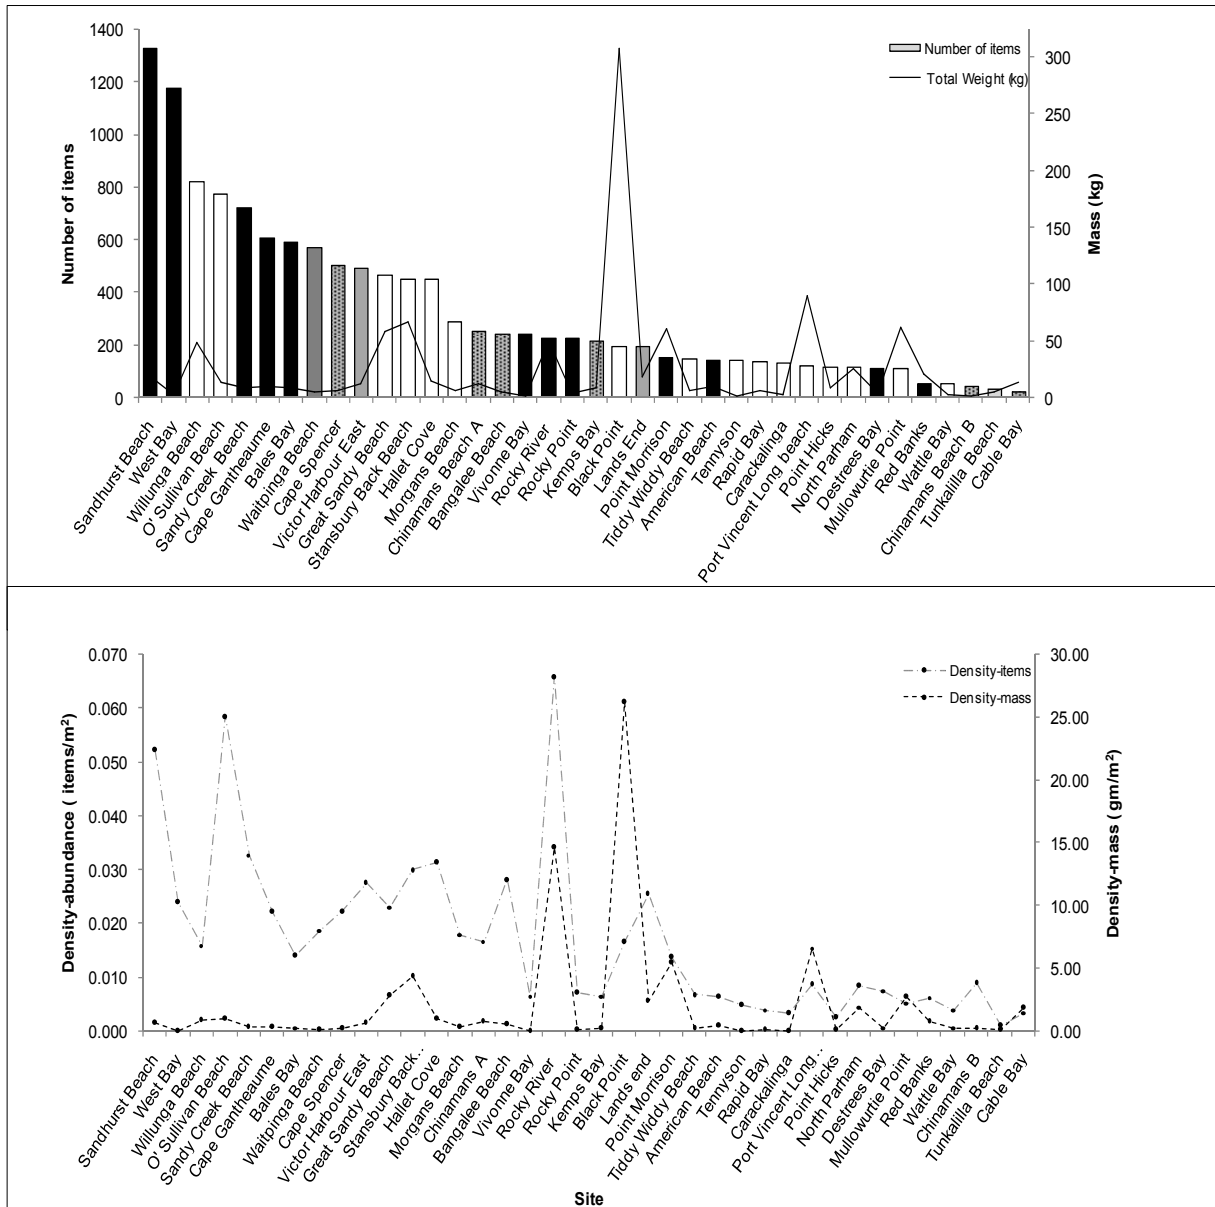 1400
1200
1000
800
600
400
200
0
Number of items
300
250
200
150
100
50
0
Mass (kg)
Number of items
Total Weight (kg)
Sandhurst Beach
West Bay
Willunga Beach
O' Sullivan Beach
Sandy Creek Beach
Cape Gantheaume
Bales Bay
Waitpinga Beach
Cape Spencer
Victor Harbour East
Great Sandy Beach
Stansbury Back Beach
Hallet Cove
Morgans Beach
Chinamans Beach A
Bangalee Beach
Vivonne Bay
Rocky River
Rocky Point
Kemps Bay
Black Point
Lands End
Point Morrison
Tiddy Widdy Beach
American Beach
Tennyson
Rapid Bay
Carackalinga
Port Vincent Long beach
Point Hicks
North Parham
Destrees Bay
Mullowurtie Point
Red Banks
Wattle Bay
Chinamans Beach B
Tunkalilla Beach
Cable Bay
0.070
0.060
0.050
0.040
0.030
0.020
0.010
0.000
Density-abundance ( items/m²)
30.00
25.00
20.00
15.00
10.00
5.00
0.00
Density-mass ( gm/m²)
Density-items
Density-mass
Sandhurst Beach
West Bay
Willunga Beach
O' Sullivan Beach
Sandy Creek Beach
Cape Gantheaume
Bales Bay
Waitpinga Beach
Cape Spencer
Victor Harbour East
Great Sandy Beach
Stansbury Back...
Hallet Cove
Morgans Beach
Chinamans A
Bangalee Beach
Vivonne Bay
Rocky River
Rocky Point
Kemps Bay
Black Point
Lands end
Point Morrison
Tiddy Widdy Beach
American Beach
Tennyson
Rapid Bay
Carackalinga
Port Vincent Long...
Point Hicks
North Parham
Destrees Bay
Mullowurtie Point
Red Banks
Wattle Bay
Chinamans B
Tunkalilla Beach
Cable Bay
Site